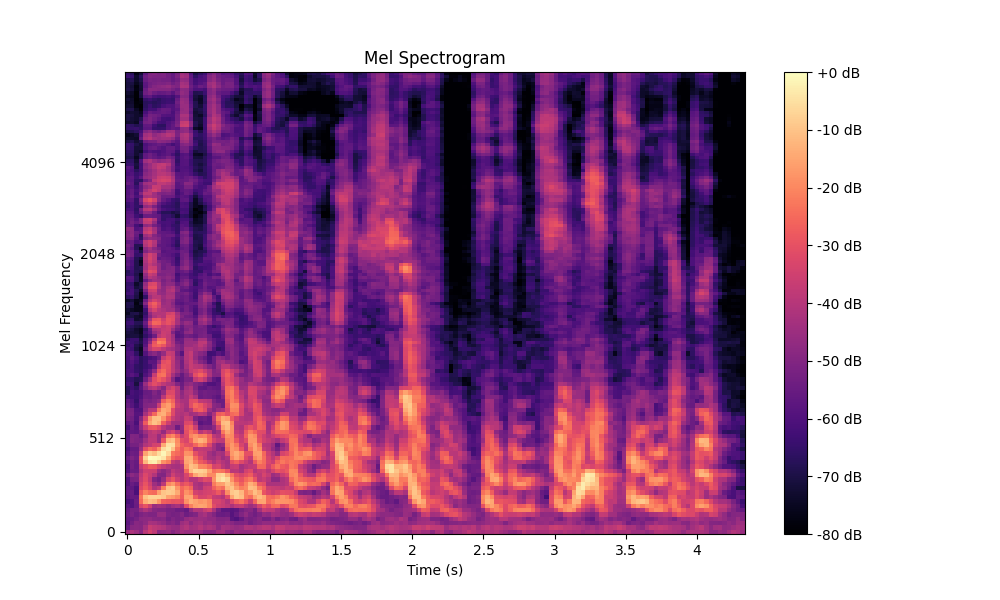 Mel Spectrogram
+0 dB
-10 dB
-20 dB
-30 dB
-40 dB
-50 dB
-60 dB
-70 dB
-80 dB
Mel Frequency
4096
2048
1024
512
0
0 0.5 1 1.5 2 2.5 3 3.5 4
Time (s)